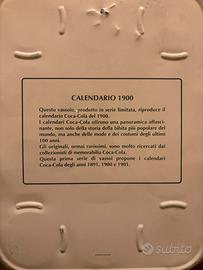 CALENDARIO 1900
Questo vassoio, prodotto in serie limitata, riproduce il
calendario Coca-Cola del 1900.
I calendari Coca-Cola offrono una panoramica affasci-
nante, non solo della storia della bibita più popolare del
mondo, ma anche delle mode e dei costumi degli ultimi
100 anni.
Gli originali, ormai rarissimi, sono molto ricercati dai
collezionisti di memorabilia Coca-Cola.
Questa prima serie di vassoi propone i calendari
Coca-Cola degli anni 1891, 1900 e 1901.
subito